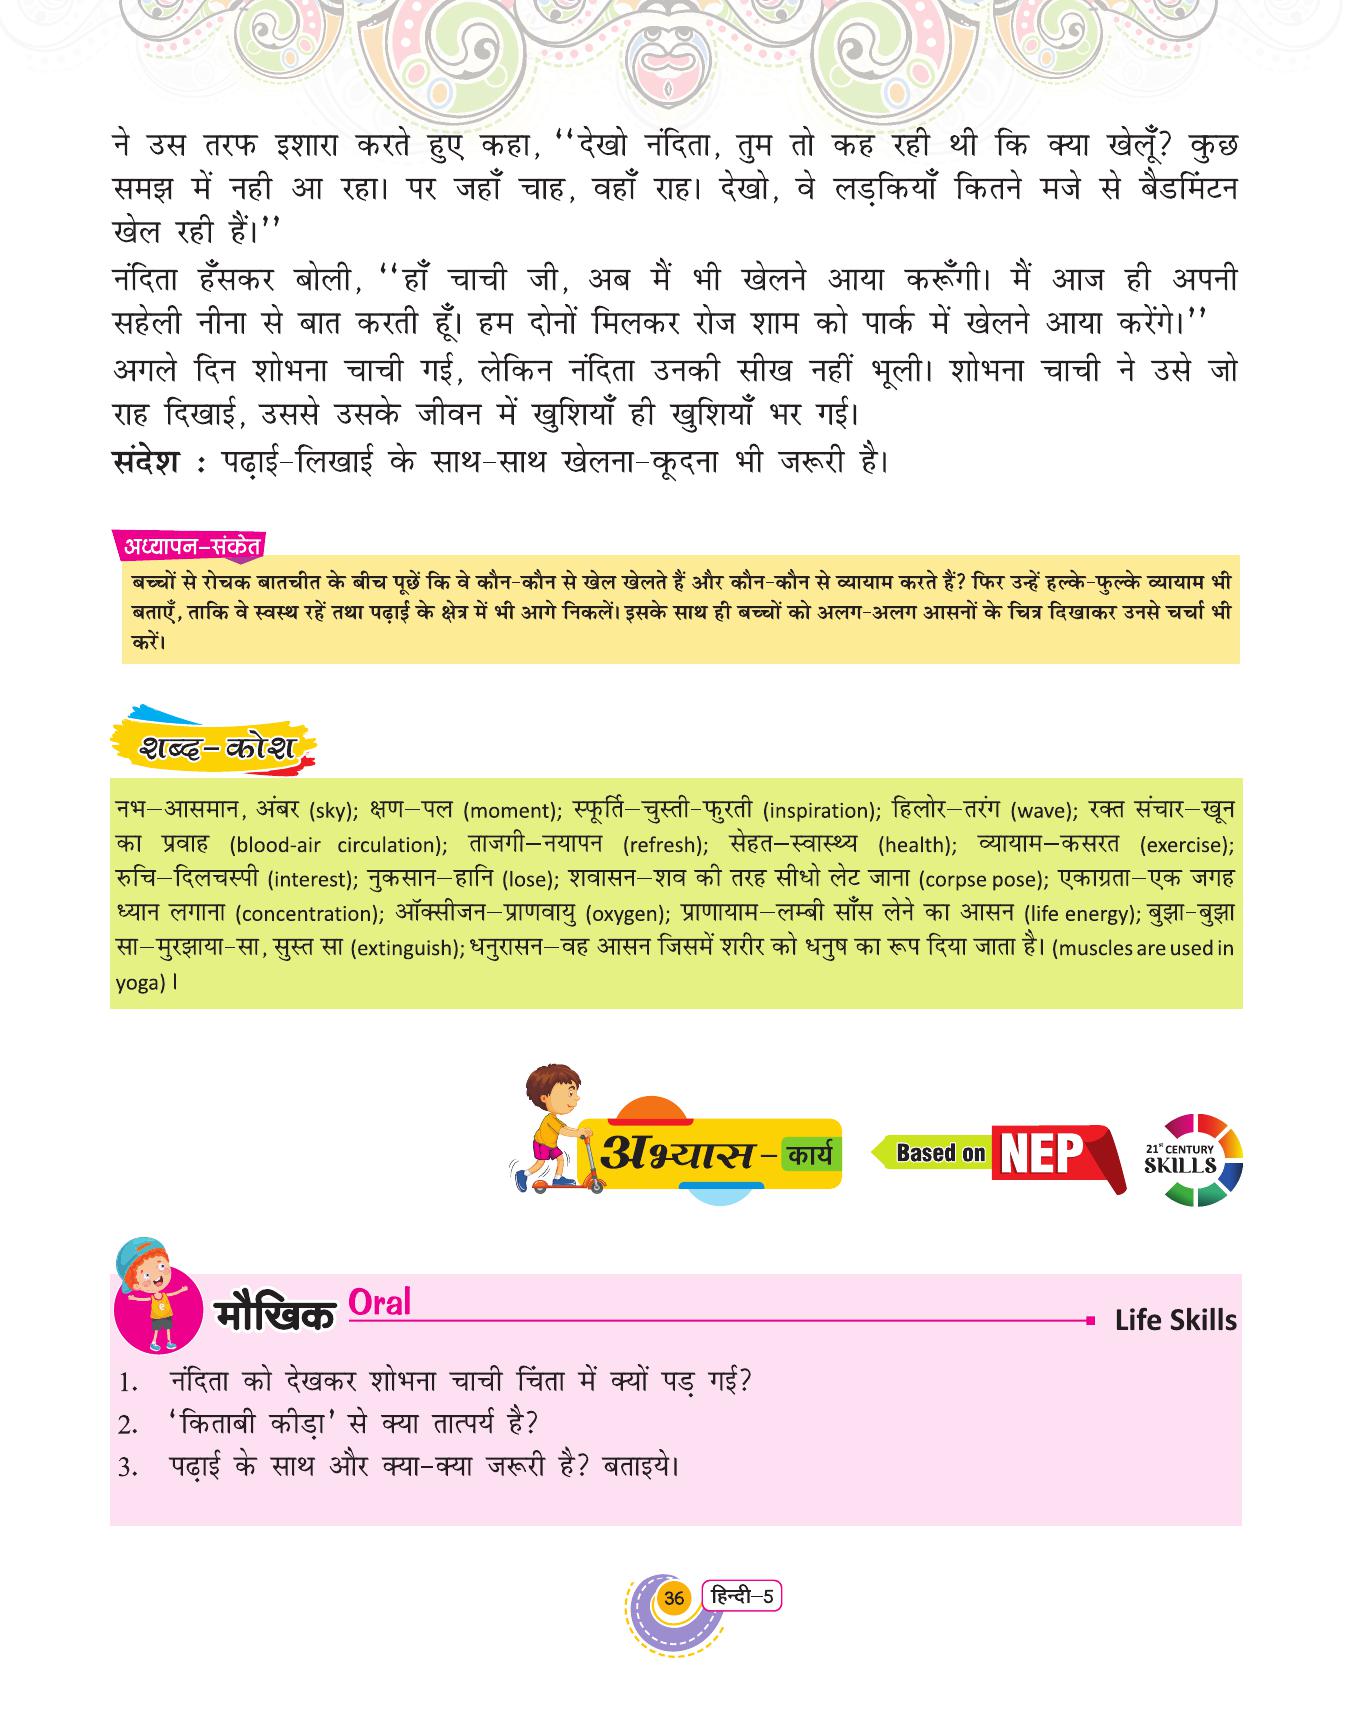 ने उस तरफ इशारा करते हुए कहा, ‘‘देखो नंदिता, तुम तो कह रही थी कि क्या खेलूँ? कुछ
समझ में नही आ रहा। पर जहाँ चाह, वहाँ राह। देखो, वे लड़कियाँ कितने मजे से बैडमिंटन
खेल रही हैं।’’
नंदिता हँसकर बोली, ‘‘हाँ चाची जी, अब मैं भी खेलने आया करूँगी। मैं आज ही अपनी
सहेली नीना से बात करती हूँ। हम दोनों मिलकर रोज शाम को पार्क में खेलने आया करेंगे।’’
अगले दिन शोभना चाची गई, लेकिन नंदिता उनकी सीख नहीं भूली। शोभना चाची ने उसे जो
राह दिखाई, उससे उसके जीवन में खुशियाँ ही खुशियाँ भर गई।
संदेश : पढ़ाई-लिखाई के साथ-साथ खेलना-कूदना भी जरूरी है।
अध्यापन-संकेत
बच्चों से रोचक बातचीत के बीच पूछें कि वे कौन-कौन से खेल खेलते हैं और कौन-कौन से व्यायाम करते हैं? फिर उन्हें हल्के-फुल्के व्यायाम भी
बताएँ, ताकि वे स्वस्थ रहें तथा पढ़ाई के क्षेत्र में भी आगे निकलें। इसके साथ ही बच्चों को अलग-अलग आसनों के चित्र दिखाकर उनसे चर्चा भी
करें।
शब्द-कोश
नभ–आसमान, अंबर (sky); क्षण–पल (moment); स्फूर्ति–चुस्ती-फुरती (inspiration); हिलोर–तरंग (wave); रक्त संचार–खून
का प्रवाह (blood-air circulation); ताजगी–नयापन (refresh); सेहत–स्वास्थ्य (health); व्यायाम–कसरत (exercise);
रुचि–दिलचस्पी (interest); नुकसान–हानि (lose); शवासन–शव की तरह सीधो लेट जाना (corpse pose); एकाग्रता–एक जगह
ध्यान लगाना (concentration); ऑक्सीजन–प्राणवायु (oxygen); प्राणायाम–लम्बी साँस लेने का आसन (life energy); बुझा-बुझा
सा–मुरझाया-सा, सुस्त सा (extinguish); धनुरासन–वह आसन जिसमें शरीर को धनुष का रूप दिया जाता है। (muscles are used in
yoga) ।
अभ्यास - कार्य
Based on NEP
21st CENTURY
SKILLS
मौखिक Oral
Life Skills
1. नंदिता को देखकर शोभना चाची चिंता में क्यों पड़ गई?
2. ‘किताबी कीड़ा’ से क्या तात्पर्य है?
3. पढ़ाई के साथ और क्या-क्या जरूरी है? बताइये।
36 हिन्दी–5